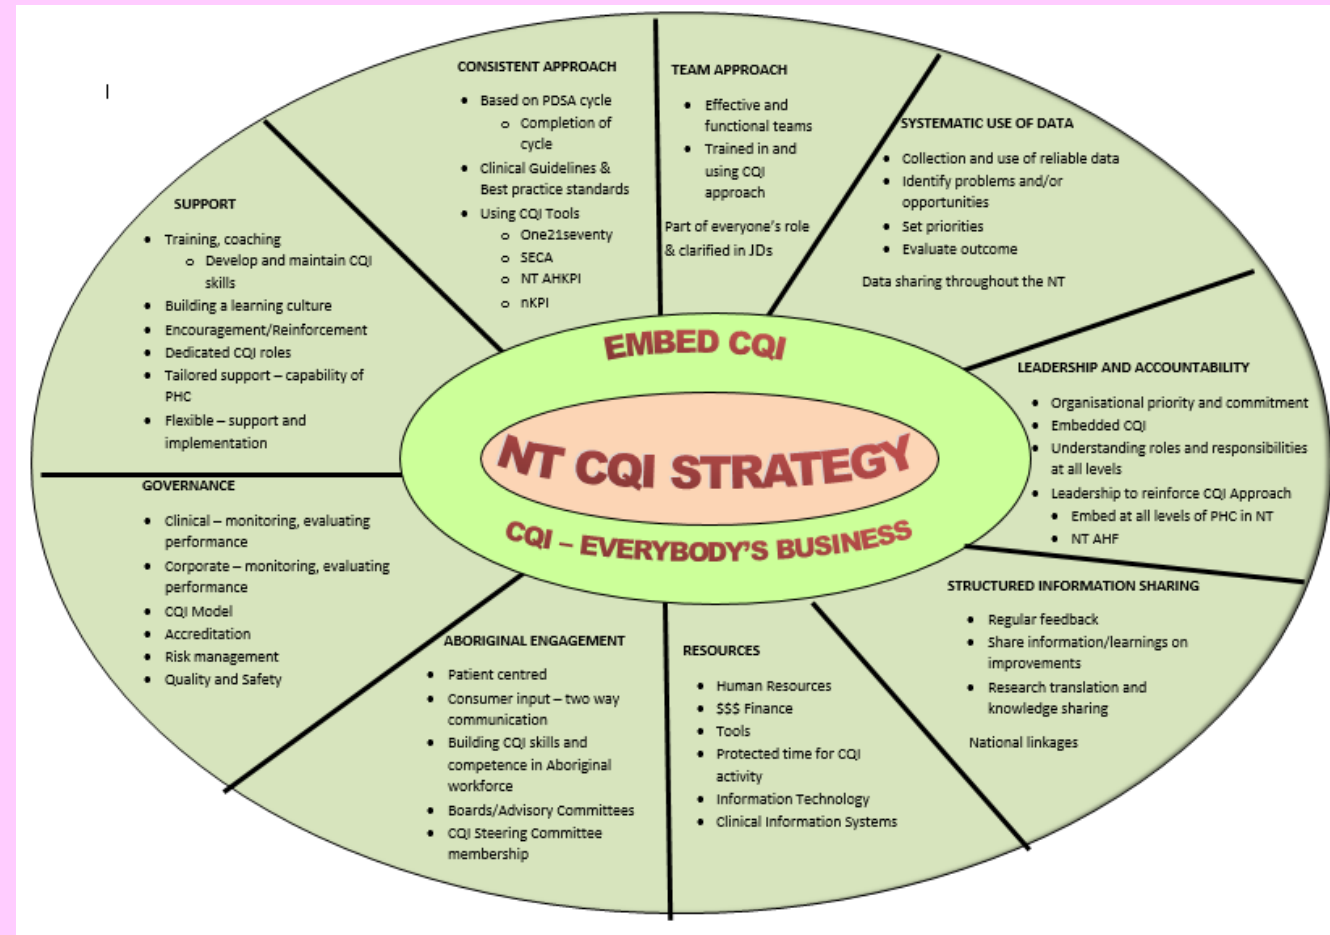 CONSISTENT APPROACH
• Based on PDSA cycle
o Completion of
cycle
• Clinical Guidelines &
Best practice standards
• Using CQI Tools
o One21seventy
o SECA
o NT AHKPI
o nKPI
TEAM APPROACH
• Effective and
functional teams
• Trained in and
using CQI
approach
Part of everyone's role
& clarified in JDs
SYSTEMATIC USE OF DATA
• Collection and use of reliable data
• Identify problems and/or
opportunities
• Set priorities
• Evaluate outcome
Data sharing throughout the NT
LEADERSHIP AND ACCOUNTABILITY
• Organisational priority and commitment
• Embedded CQI
• Understanding roles and responsibilities
at all levels
• Leadership to reinforce CQI Approach
• Embed at all levels of PHC in NT
• NT AHF
STRUCTURED INFORMATION SHARING
• Regular feedback
• Share information/learnings on
improvements
• Research translation and
knowledge sharing
National linkages
RESOURCES
• Human Resources
• $$$ Finance
• Tools
• Protected time for CQI
activity
• Information Technology
• Clinical Information Systems
ABORIGINAL ENGAGEMENT
• Patient centred
• Consumer input – two way
communication
• Building CQI skills and
competence in Aboriginal
workforce
• Boards/Advisory Committees
• CQI Steering Committee
membership
GOVERNANCE
• Clinical – monitoring, evaluating
performance
• Corporate – monitoring, evaluating
performance
• CQI Model
• Accreditation
• Risk management
• Quality and Safety
SUPPORT
• Training, coaching
o Develop and maintain CQI
skills
• Building a learning culture
• Encouragement/Reinforcement
• Dedicated CQI roles
• Tailored support – capability of
PHC
• Flexible – support and
implementation
EMBED CQI
NT CQI STRATEGY
CQI – EVERYBODY'S BUSINESS